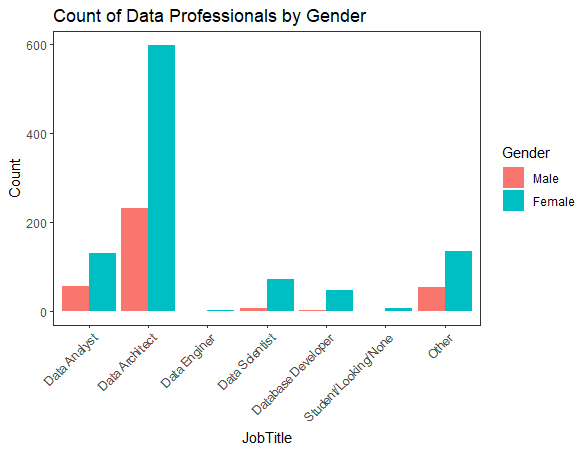 Count of Data Professionals by Gender
600
400
200
0
Count
Data Analyst
Data Architect
Data Enginer
Data Scientist
Database Developer
Student/Looking/None
Other
JobTitle
Gender
Male
Female